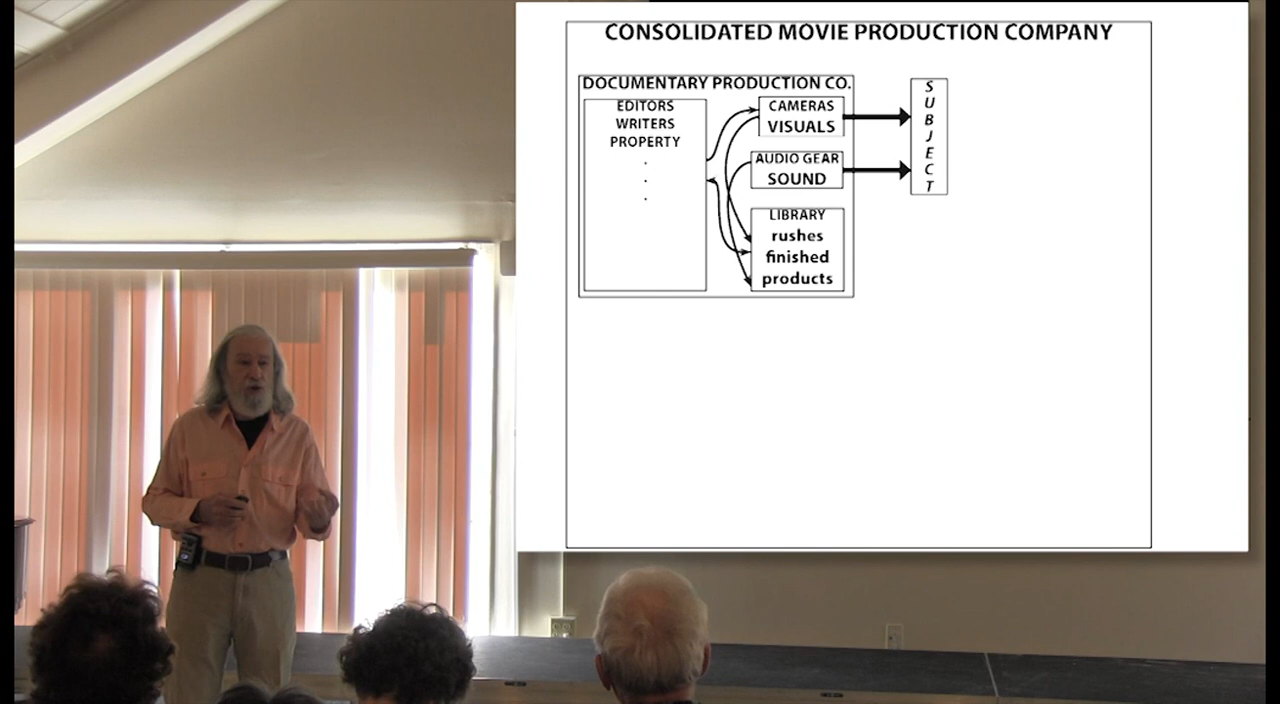 CONSOLIDATED MOVIE PRODUCTION COMPANY
DOCUMENTARY PRODUCTION CO.
EDITORS
WRITERS
PROPERTY
.
.
.
CAMERAS
VISUALS
AUDIO GEAR
SOUND
LIBRARY
rushes
finished
products
SUBJECT